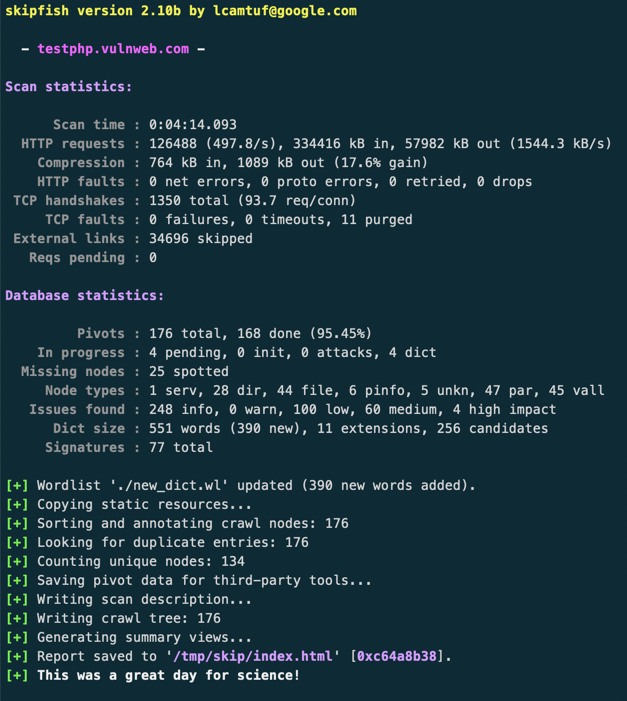 skipfish version 2.10b by lcamtuf@google.com
- testphp.vulnweb.com -
Scan statistics:
Scan time : 0:04:14.093
HTTP requests : 126488 (497.8/s), 334416 kB in, 57982 kB out (1544.3 kB/s)
Compression : 764 kB in, 1089 kB out (17.6% gain)
HTTP faults : 0 net errors, 0 proto errors, 0 retried, 0 drops
TCP handshakes : 1350 total (93.7 req/conn)
TCP faults : 0 failures, 0 timeouts, 11 purged
External links : 34696 skipped
Reqs pending : 0
Database statistics:
Pivots : 176 total, 168 done (95.45%)
In progress : 4 pending, 0 init, 0 attacks, 4 dict
Missing nodes : 25 spotted
Node types : 1 serv, 28 dir, 44 file, 6 pinfo, 5 unkn, 47 par, 45 vall
Issues found : 248 info, 0 warn, 100 low, 60 medium, 4 high impact
Dict size : 551 words (390 new), 11 extensions, 256 candidates
Signatures : 77 total
[+] Wordlist './new_dict.wl' updated (390 new words added).
[+] Copying static resources...
[+] Sorting and annotating crawl nodes: 176
[+] Looking for duplicate entries: 176
[+] Counting unique nodes: 134
[+] Saving pivot data for third-party tools...
[+] Writing scan description...
[+] Writing crawl tree: 176
[+] Generating summary views...
[+] Report saved to '/tmp/skip/index.html' [0xc64a8b38].
[+] This was a great day for science!